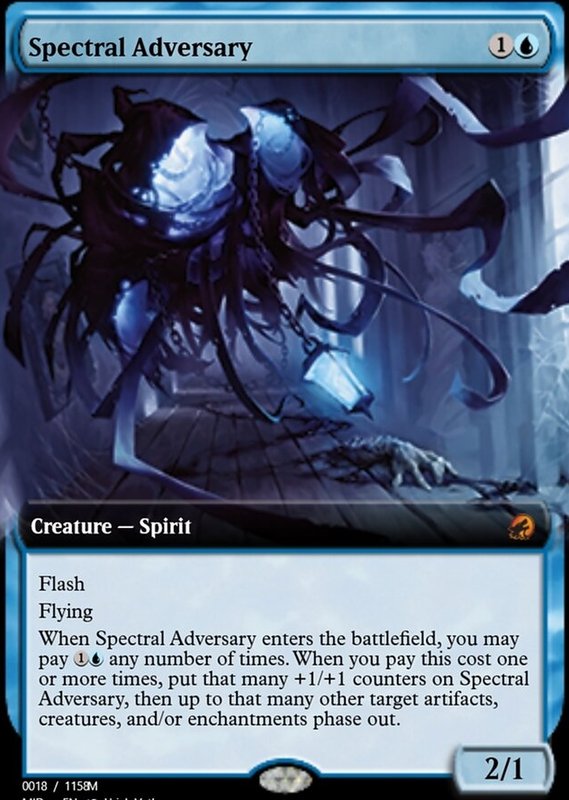 Spectral Adversary 1
Creature — Spirit
Flash
Flying
When Spectral Adversary enters the battlefield, you may
pay 1 any number of times. When you pay this cost one
or more times, put that many +1/+1 counters on Spectral
Adversary, then up to that many other target artifacts,
creatures, and/or enchantments phase out.
2/1
0018 / 1158M